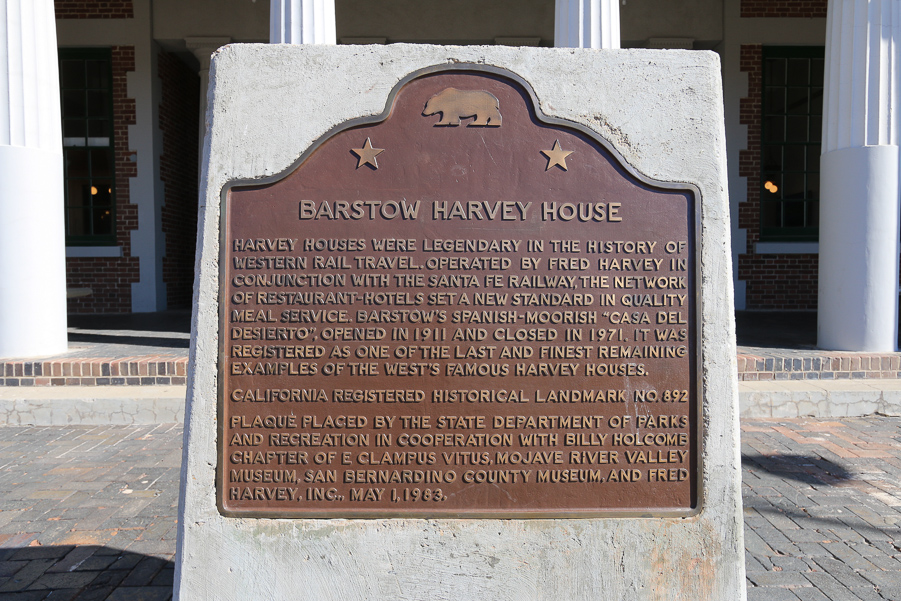 BARSTOW HARVEY HOUSE
HARVEY HOUSES WERE LEGENDARY IN THE HISTORY OF
WESTERN RAIL TRAVEL. OPERATED BY FRED HARVEY IN
CONJUNCTION WITH THE SANTA FE RAILWAY, THE NETWORK
OF RESTAURANT-HOTELS SET A NEW STANDARD IN QUALITY
MEAL SERVICE. BARSTOW'S SPANISH-MOORISH "CASA DEL
DESIERTO", OPENED IN 1911 AND CLOSED IN 1971. IT WAS
REGISTERED AS ONE OF THE LAST AND FINEST REMAINING
EXAMPLES OF THE WEST'S FAMOUS HARVEY HOUSES.
CALIFORNIA REGISTERED HISTORICAL LANDMARK NO. 892
PLAQUE PLACED BY THE STATE DEPARTMENT OF PARKS
AND RECREATION IN COOPERATION WITH BILLY HOLCOMB
CHAPTER OF E CLAMPUS VITUS, MOJAVE RIVER VALLEY
MUSEUM, SAN BERNARDINO COUNTY MUSEUM, AND FRED
HARVEY, INC., MAY 1, 1983.